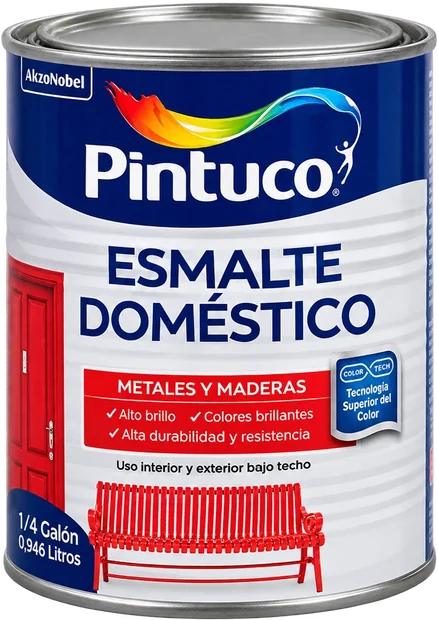 AkzoNobel
Pintuco®
ESMALTE
DOMÉSTICO
METALES Y MADERAS
✓ Alto brillo ✓ Colores brillantes
✓ Alta durabilidad y resistencia
COLOR TECH
Tecnología
Superior del
Color
Uso interior y exterior bajo techo
1/4 Galón
0,946 Litros